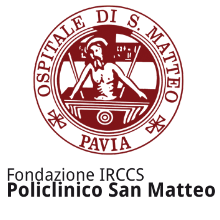 OSPITALE DI S. MATTEO
PAVIA
Fondazione IRCCS
Policlinico San Matteo